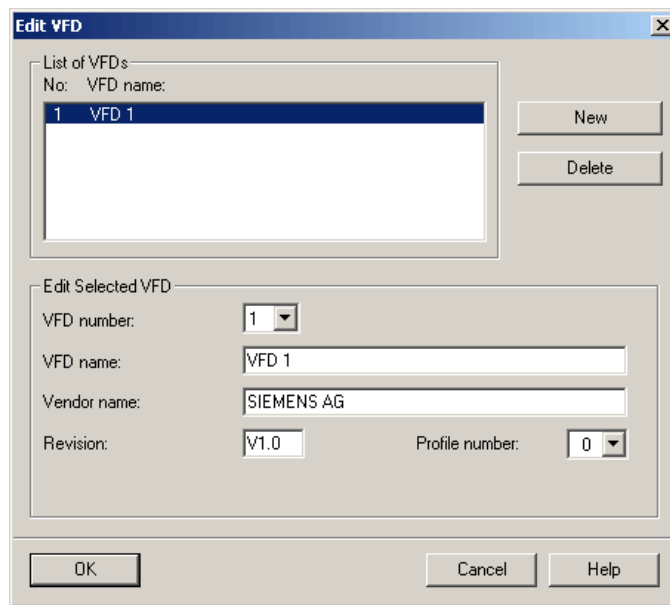 Edit VFD
List of VFDs
No: VFD name:
1 VFD 1
New
Delete
Edit Selected VFD
VFD number: 1
VFD name: VFD 1
Vendor name: SIEMENS AG
Revision: V1.0 Profile number: 0
OK Cancel Help